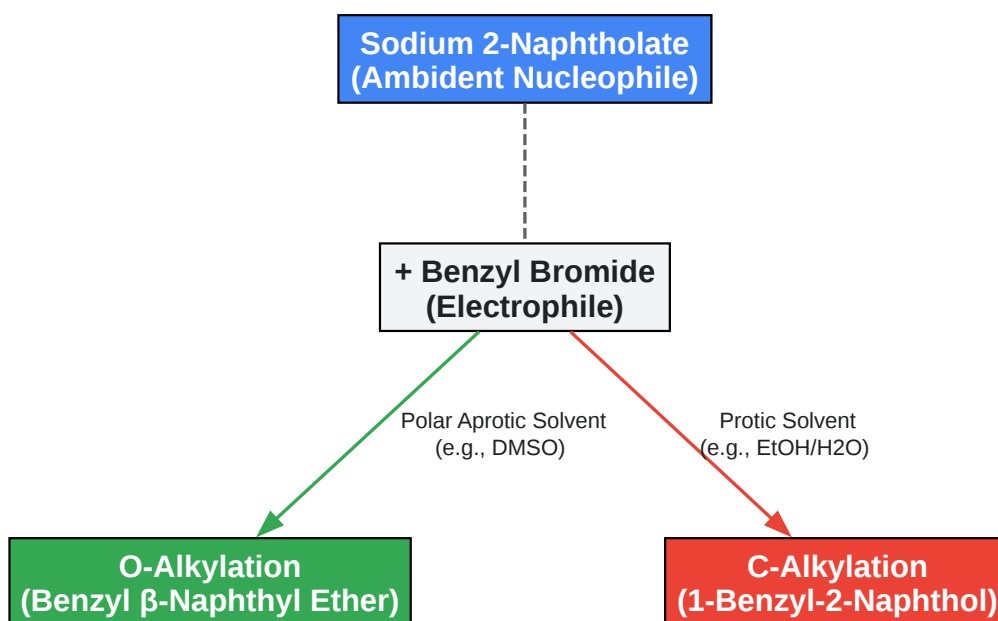 Sodium 2-Naphtholate
(Ambident Nucleophile)
+ Benzyl Bromide
(Electrophile)
Polar Aprotic Solvent
(e.g., DMSO)
Protic Solvent
(e.g., EtOH/H2O)
O-Alkylation
(Benzyl β-Naphthyl Ether)
C-Alkylation
(1-Benzyl-2-Naphthol)